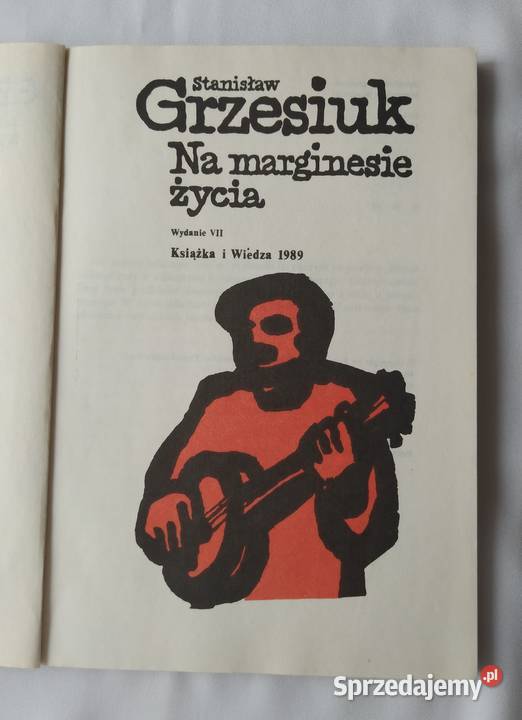 Stanisław
Grzesiuk
Na marginesie
życia
Wydanie VII
Książka i Wiedza 1989
Sprzedajemy.pl